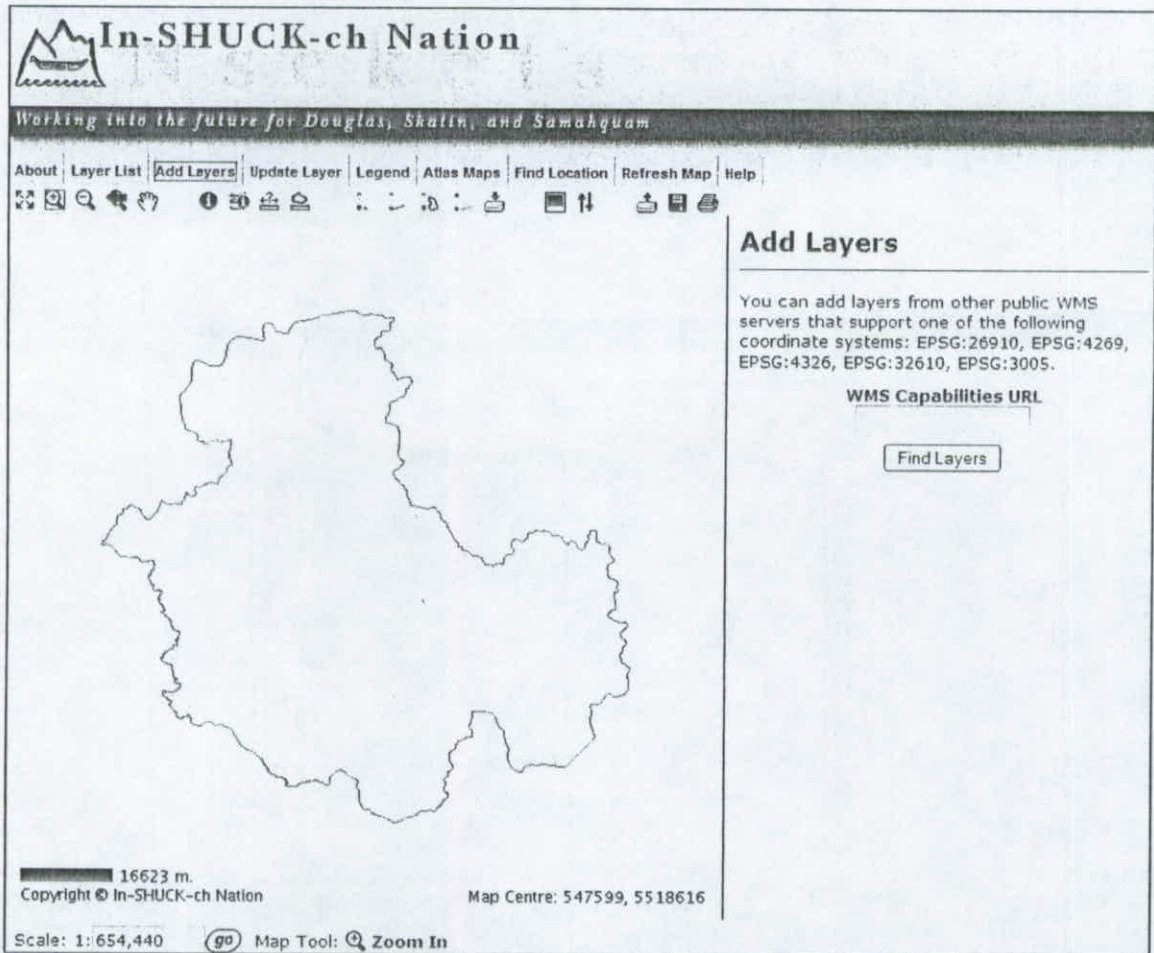 In-SHUCK-ch Nation
Working into the future for Douglas, Skatin, and Samahquam
About Layer List Add Layers Update Layer Legend Atlas Maps Find Location Refresh Map Help
Add Layers
You can add layers from other public WMS
servers that support one of the following
coordinate systems: EPSG:26910, EPSG:4269,
EPSG:4326, EPSG:32610, EPSG:3005.
WMS Capabilities URL
Find Layers
16623 m.
Copyright © In-SHUCK-ch Nation
Map Centre: 547599, 5518616
Scale: 1: 654,440 go Map Tool: Zoom In